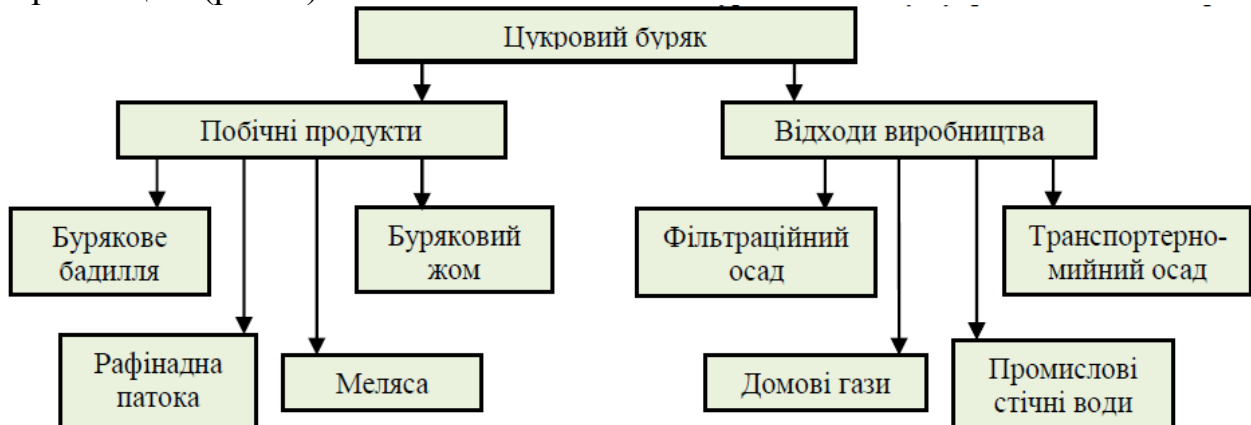 Цукровий буряк
Побічні продукти
Відходи виробництва
Бурякове
бадилля
Буряковий
жом
Фільтраційний
осад
Транспортерно-
мийний осад
Рафінадна
патока
Меляса
Домові гази
Промислові
стічні води